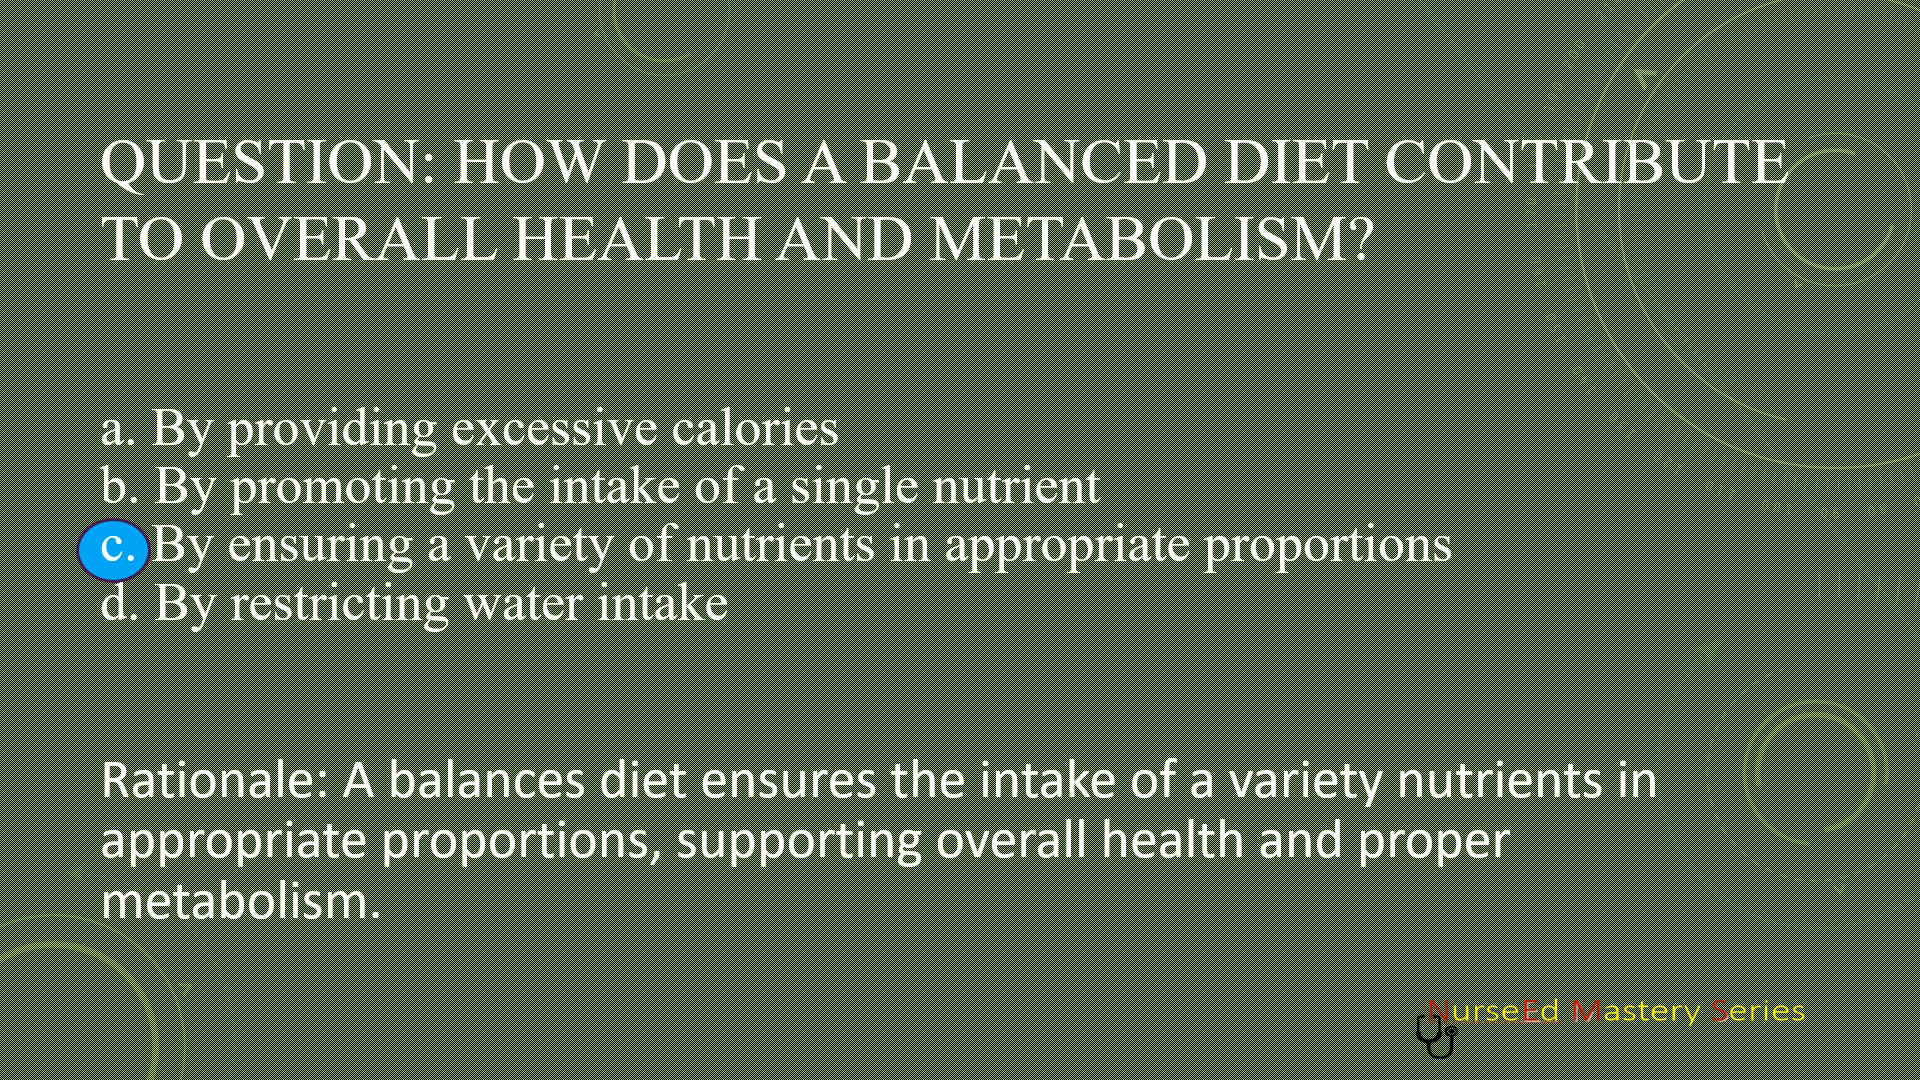 QUESTION: HOW DOES A BALANCED DIET CONTRIBUTE
TO OVERALL HEALTH AND METABOLISM?
a. By providing excessive calories
b. By promoting the intake of a single nutrient
c. By ensuring a variety of nutrients in appropriate proportions
d. By restricting water intake
Rationale: A balances diet ensures the intake of a variety nutrients in
appropriate proportions, supporting overall health and proper
metabolism.
NurseEd Mastery Series